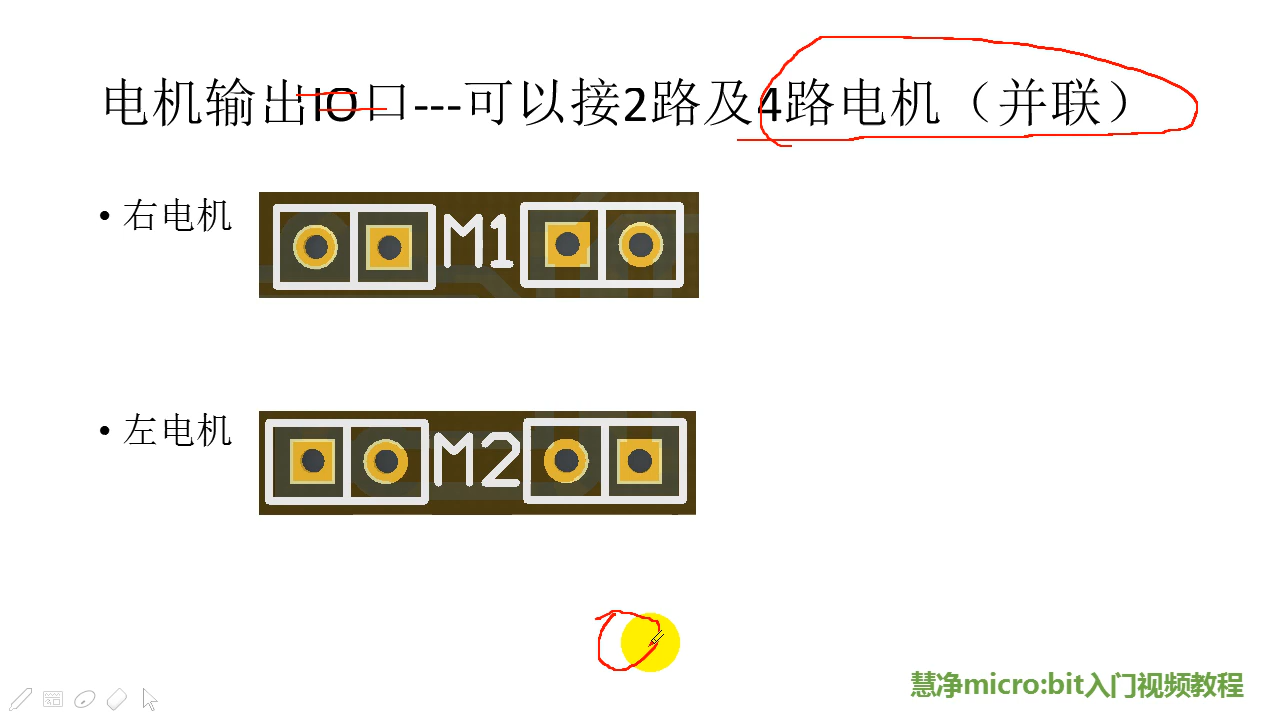 电机输出IO口---可以接2路及4路电机（并联）
• 右电机
M1
• 左电机
M2
慧净micro:bit入门视频教程